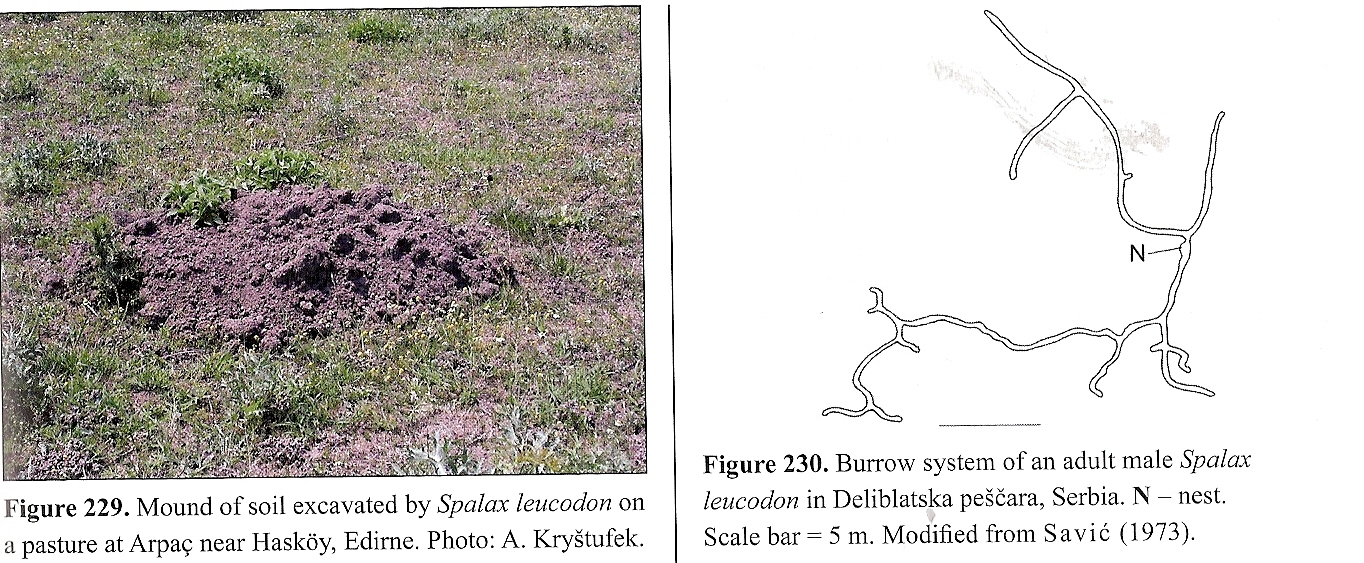 Figure 229. Mound of soil excavated by Spalax leucodon on
a pasture at Arpaç near Hasköy, Edirne. Photo: A. Kryštufek.
N
Figure 230. Burrow system of an adult male Spalax
leucodon in Deliblatska peščara, Serbia. N – nest.
Scale bar = 5 m. Modified from Savić (1973).